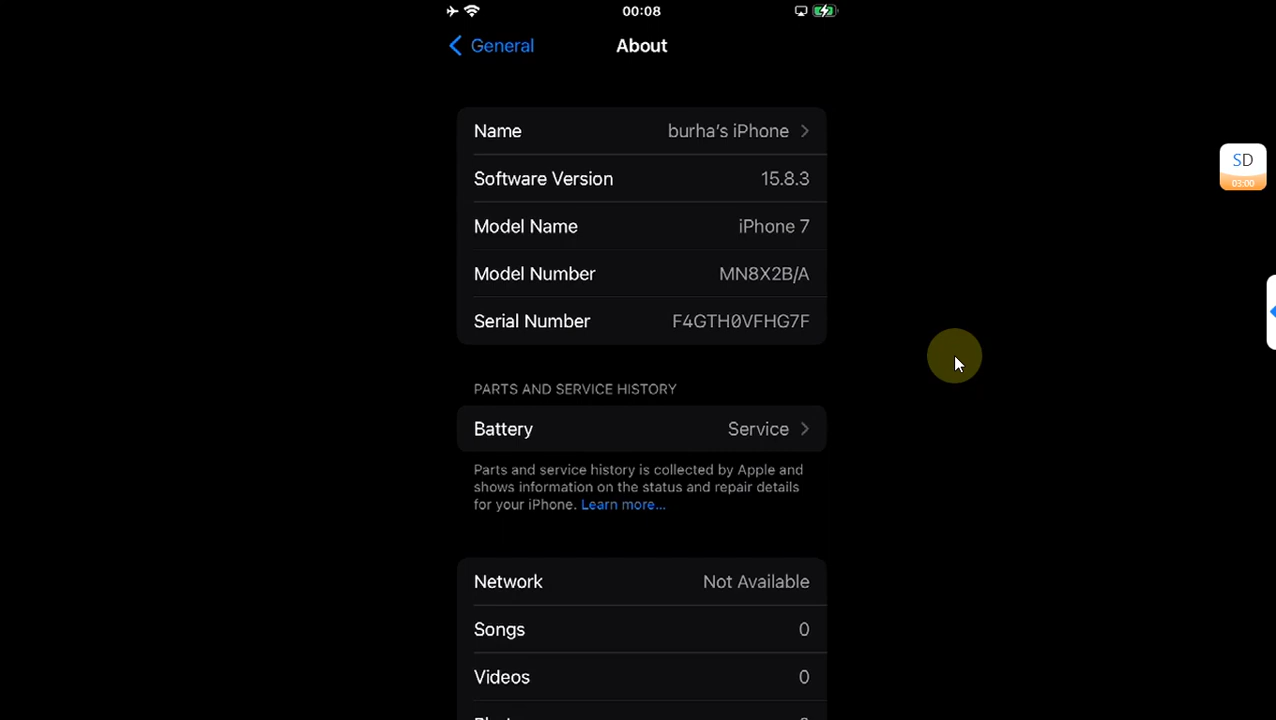 00:08
General
About
Name burha's iPhone
Software Version 15.8.3
Model Name iPhone 7
Model Number MN8X2B/A
Serial Number F4GTH0VFHG7F
PARTS AND SERVICE HISTORY
Battery Service
Parts and service history is collected by Apple and
shows information on the status and repair details
for your iPhone. Learn more...
Network Not Available
Songs 0
Videos 0
SD
03:00